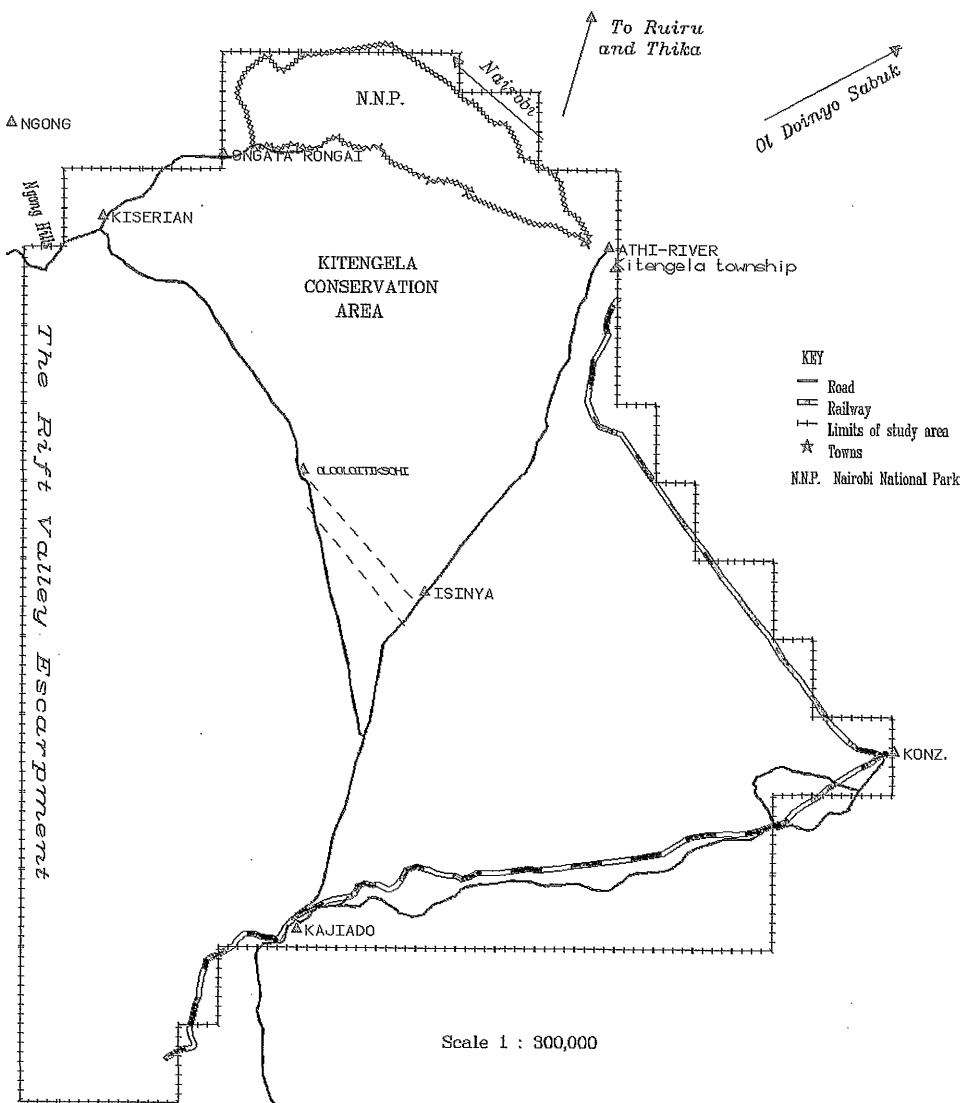 To Ruiru
and Thika
Ol Doinyo Sabuk
Nairobi
N.N.P.
NGONG
ONGATA RONGAI
Ngong Hills
KISERIAN
ATHI-RIVER
Kitengela township
KITENGELA
CONSERVATION
AREA
The Rift Valley Escarpment
KEY
Road
Railway
Limits of study area
Towns
N.N.P. Nairobi National Park
OLOOLOITIKSOHI
ISINYA
KONZ.
KAJIADO
Scale 1 : 300,000